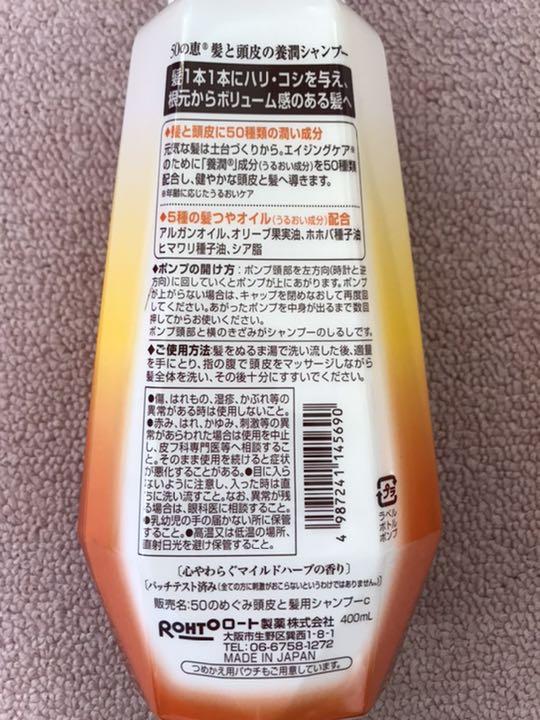 50の恵® 髪と頭皮の養潤シャンプー
髪1本1本にハリ・コシを与え、
根元からボリューム感のある髪へ
◆髪と頭皮に50種類の潤い成分
元気な髪は土台づくりから。エイジングケア※
のために「養潤®」成分(うるおい成分)を50種類
配合し、健やかな頭皮と髪へ導きます。
※年齢に応じたうるおいケア
◆5種の髪つやオイル(うるおい成分)配合
アルガンオイル、オリーブ果実油、ホホバ種子油
ヒマワリ種子油、シア脂
◆ポンプの開け方：ポンプ頭部を左方向(時計と逆
方向)に回していくとポンプが上にあがります。ポンプ
が上がらない場合は、キャップを閉めなおして再度回
してください。あがったポンプを中身が出るまで数回
押してからお使いください。
ポンプ頭部と横のきざみがシャンプーのしるしです。
◆ご使用方法：髪をぬるま湯で洗い流した後、適量
を手にとり、指の腹で頭皮をマッサージしながら
髪全体を洗い、その後十分にすすいでください。
●傷、はれもの、湿疹、かぶれ等の
異常がある時は使用しないこと。
●赤み、はれ、かゆみ、刺激等の異
常があらわれた場合は使用を中止
し、皮フ科専門医等へ相談するこ
と。そのまま使用を続けると症状
が悪化することがある。●目に入ら
ないように注意し、入った時は直
ちに洗い流すこと。なお、異常が残
る場合は、眼科医に相談すること。
●乳幼児の手の届かない所に保管
すること。●高温又は低温の場所、
直射日光を避け保管すること。
4 987241 145690
プラ
ラベル
ボトル
ポンプ
〔心やわらぐマイルドハーブの香り〕
〔パッチテスト済み(全ての方に刺激がおこらないというわけではありません。)〕
販売名：50のめぐみ頭皮と髪用シャンプーc
400mL
ROHTO ロート製薬株式会社
大阪市生野区巽西1-8-1
TEL：06-6758-1272
MADE IN JAPAN
つめかえ用パウチもご用意しています。